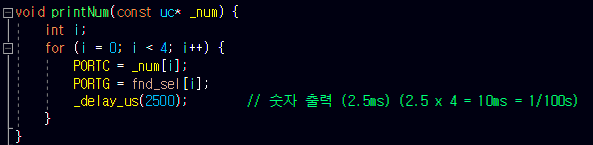 void printNum(const uc* _num) {
    int i;
    for (i = 0; i < 4; i++) {
        PORTC = _num[i];
        PORTG = fnd_sel[i];
        _delay_us(2500);        // 숫자 출력 (2.5ms) (2.5 x 4 = 10ms = 1/100s)
    }
}